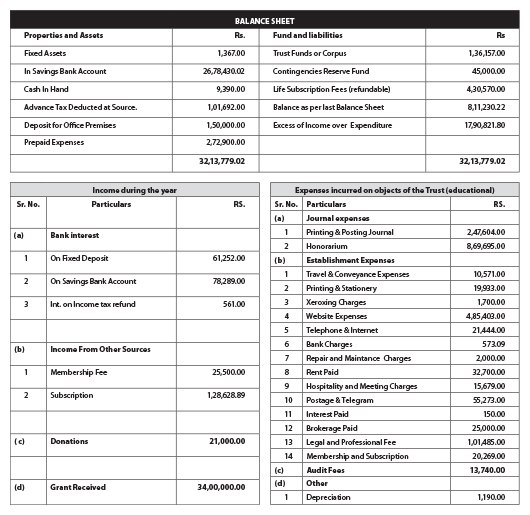 BALANCE SHEET
Properties and Assets Rs. Fund and liabilities Rs
Fixed Assets 1,367.00 Trust Funds or Corpus 1,36,157.00
In Savings Bank Account 26,78,430.02 Contingencies Reserve Fund 45,000.00
Cash In Hand 9,390.00 Life Subscription Fees (refundable) 4,30,570.00
Advance Tax Deducted at Source. 1,01,692.00 Balance as per last Balance Sheet 8,11,230.22
Deposit for Office Premises 1,50,000.00 Excess of Income over Expenditure 17,90,821.80
Prepaid Expenses 2,72,900.00
32,13,779.02 32,13,779.02
Income during the year
Sr. No. Particulars RS.
(a) Bank interest
1 On Fixed Deposit 61,252.00
2 On Savings Bank Account 78,289.00
3 Int. on Income tax refund 561.00
(b) Income From Other Sources
1 Membership Fee 25,500.00
2 Subscription 1,28,628.89
(c) Donations 21,000.00
(d) Grant Received 34,00,000.00
Expenses incurred on objects of the Trust (educational)
Sr. No. Particulars RS.
(a) Journal expenses
1 Printing & Posting Journal 2,47,604.00
2 Honorarium 8,69,695.00
(b) Establishment Expenses
1 Travel & Conveyance Expenses 10,571.00
2 Printing & Stationery 19,933.00
3 Xeroxing Charges 1,700.00
4 Website Expenses 4,85,403.00
5 Telephone & Internet 21,444.00
6 Bank Charges 573.09
7 Repair and Maintance Charges 2,000.00
8 Rent Paid 32,700.00
9 Hospitality and Meeting Charges 15,679.00
10 Postage & Telegram 55,273.00
11 Interest Paid 150.00
12 Brokerage Paid 25,000.00
13 Legal and Professional Fee 1,01,485.00
14 Membership and Subscription 20,269.00
(c) Audit Fees 13,740.00
(d) Other
1 Depreciation 1,190.00